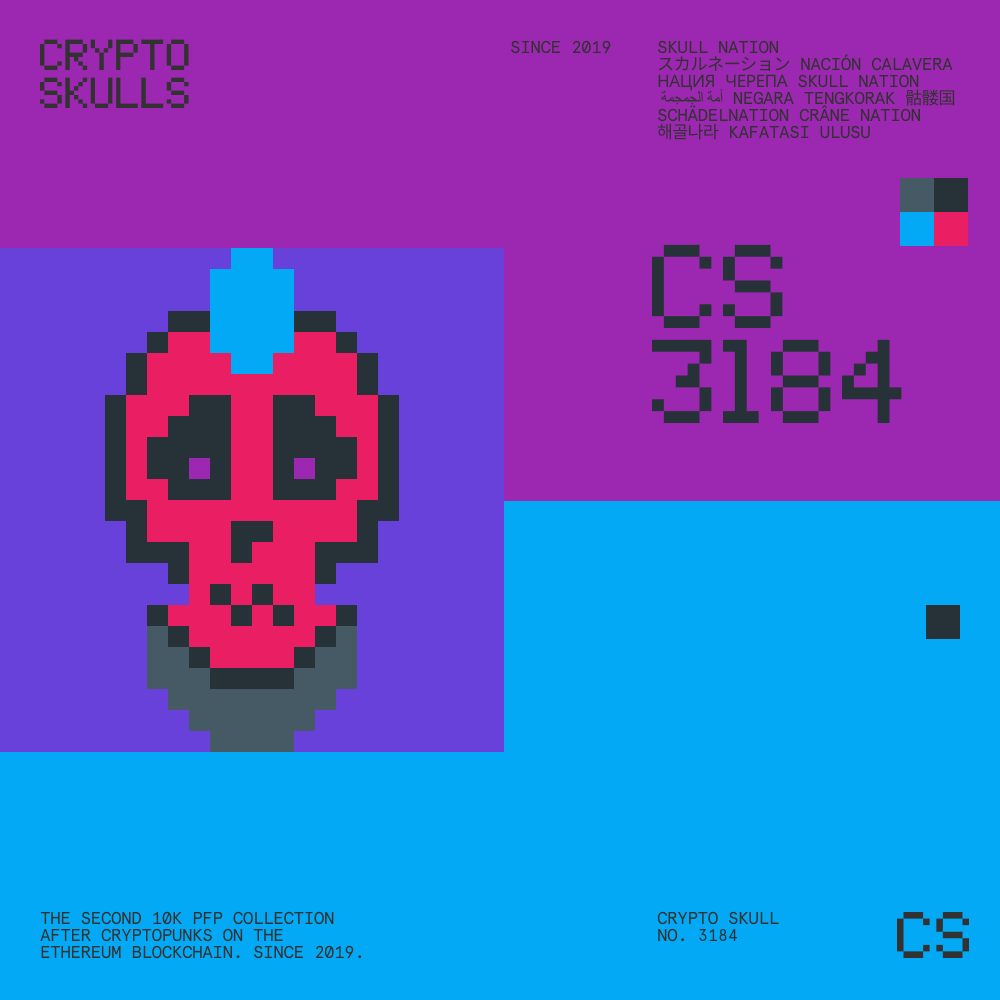 CRYPTO
SKULLS
SINCE 2019
SKULL NATION
スカルネーション NACIÓN CALAVERA
НАЦИЯ ЧЕРЕПА SKULL NATION
أمة الجمجمة NEGARA TENGKORAK 骷髏国
SCHÄDELNATION CRÂNE NATION
해골나라 KAFATASI ULUSU
CS
3184
THE SECOND 10K PFP COLLECTION
AFTER CRYPTOPUNKS ON THE
ETHEREUM BLOCKCHAIN. SINCE 2019.
CRYPTO SKULL
NO. 3184
CS